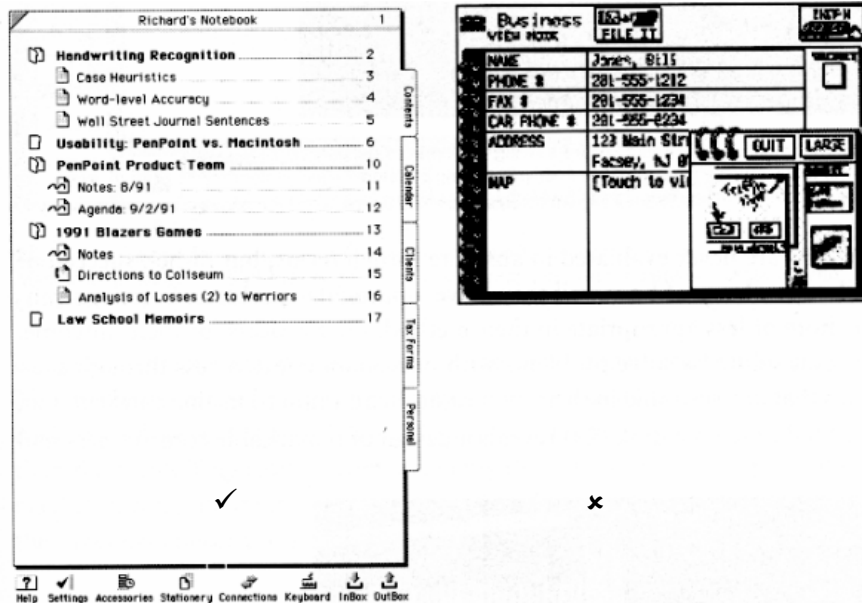 Richard's Notebook 1
Handwriting Recognition 2
Case Heuristics 3
Word-level Accuracy 4
Wall Street Journal Sentences 5
Usability: PenPoint vs. Macintosh 6
PenPoint Product Team 10
Notes: 8/91 11
Agenda: 9/2/91 12
1991 Blazers Games 13
Notes 14
Directions to Coliseum 15
Analysis of Losses (2) to Warriors 16
Law School Memoirs 17
Contents
Calendar
Clients
Tax Forms
Personal
✓
? 
Help Settings Accessories Stationery Connections Keyboard InBox OutBox
Business
VIEW MODE
FILE IT
NAME Jones, Bill
PHONE # 201-555-1212
FAX # 201-555-1234
CAR PHONE # 201-555-0234
ADDRESS 123 Main Str
NJ
MAP (Touch to vi
QUIT LARGE
×